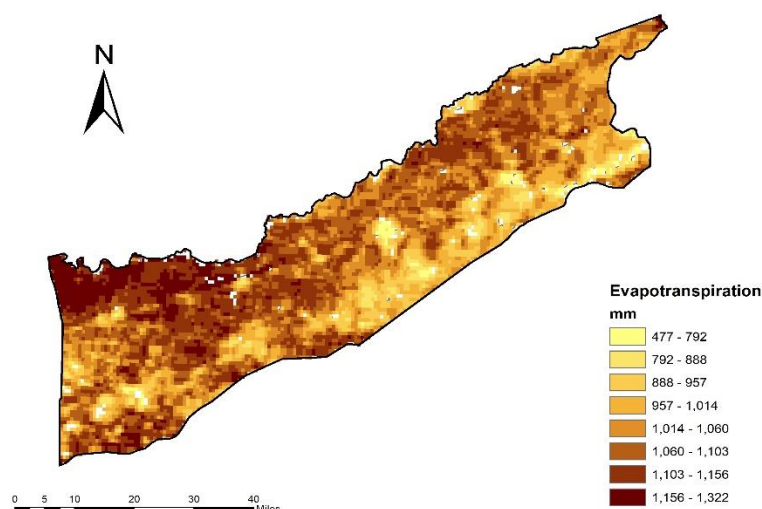 N
Evapotranspiration
mm
477 - 792
792 - 888
888 - 957
957 - 1,014
1,014 - 1,060
1,060 - 1,103
1,103 - 1,156
1,156 - 1,322
0 5 10 20 30 40
Miles